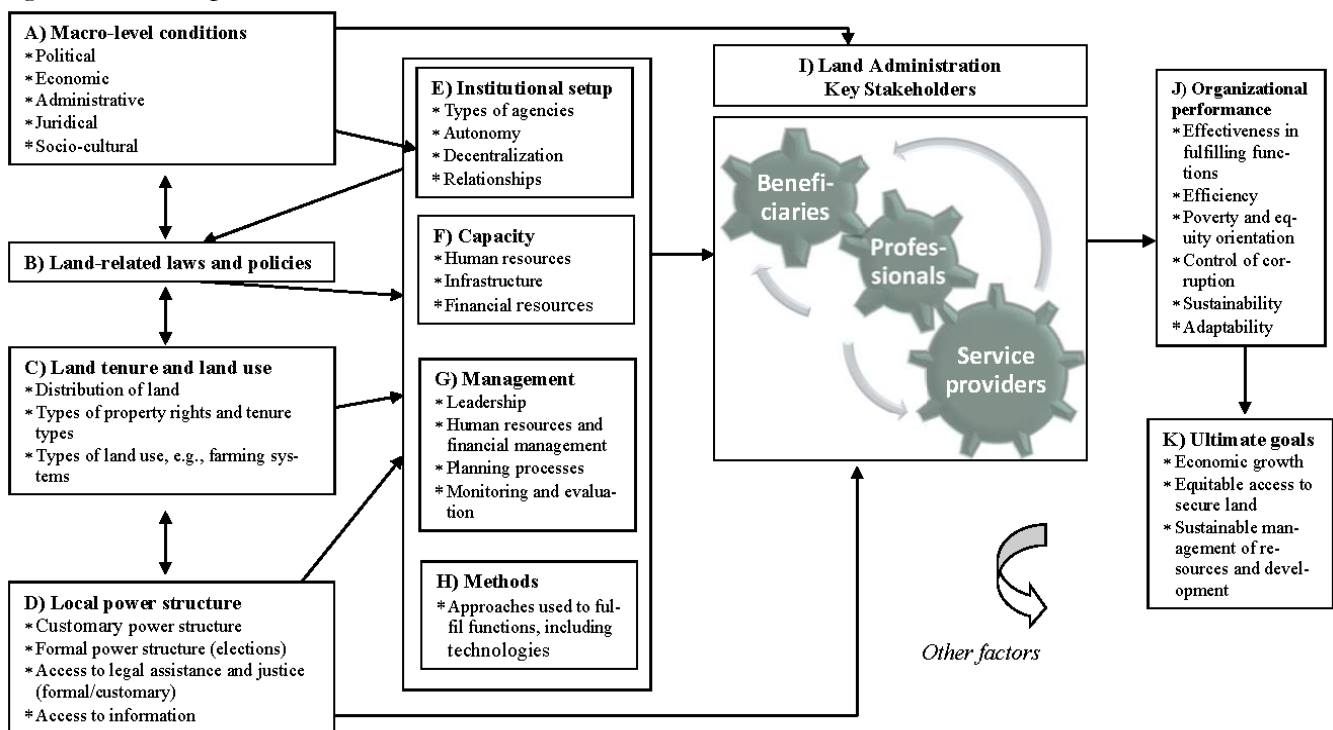 A) Macro-level conditions
* Political
* Economic
* Administrative
* Juridical
* Socio-cultural
B) Land-related laws and policies
C) Land tenure and land use
* Distribution of land
* Types of property rights and tenure
types
* Types of land use, e.g., farming sys-
tems
D) Local power structure
* Customary power structure
* Formal power structure (elections)
* Access to legal assistance and justice
(formal/customary)
* Access to information
E) Institutional setup
* Types of agencies
* Autonomy
* Decentralization
* Relationships
F) Capacity
* Human resources
* Infrastructure
* Financial resources
G) Management
* Leadership
* Human resources and
financial management
* Planning processes
* Monitoring and evalua-
tion
H) Methods
* Approaches used to ful-
fil functions, including
technologies
I) Land Administration
Key Stakeholders
Benefi-
ciaries
Profes-
sionals
Service
providers
Other factors
J) Organizational
performance
* Effectiveness in
fulfilling func-
tions
* Efficiency
* Poverty and eq-
uity orientation
* Control of cor-
ruption
* Sustainability
* Adaptability
K) Ultimate goals
* Economic growth
* Equitable access to
secure land
* Sustainable man-
agement of re-
sources and devel-
opment